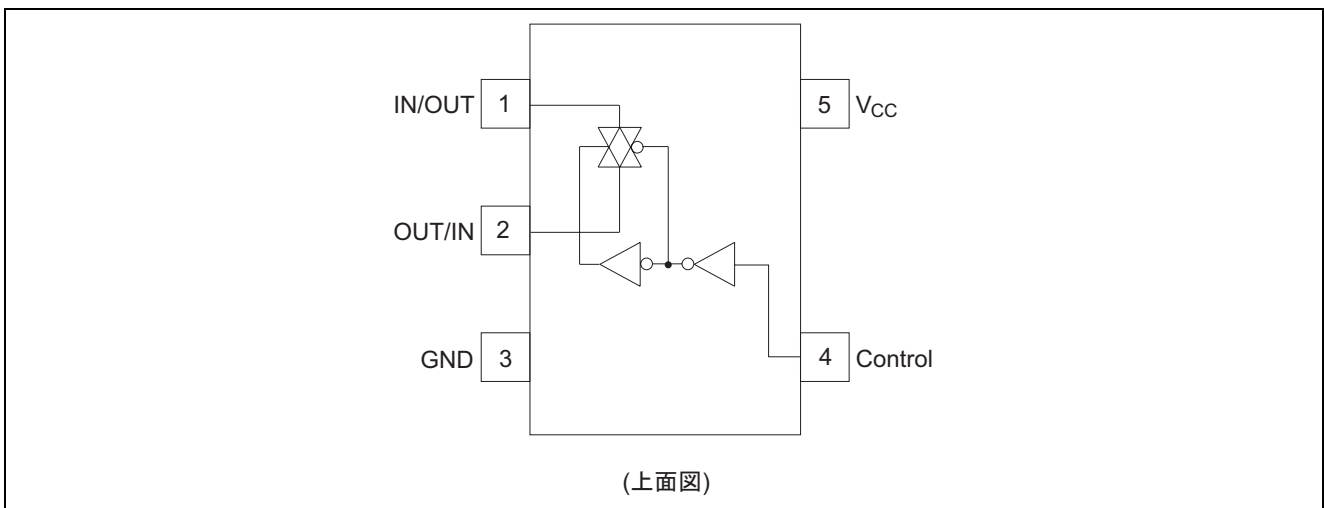 IN/OUT 1
5 VCC
OUT/IN 2
GND 3
4 Control
(上面図)